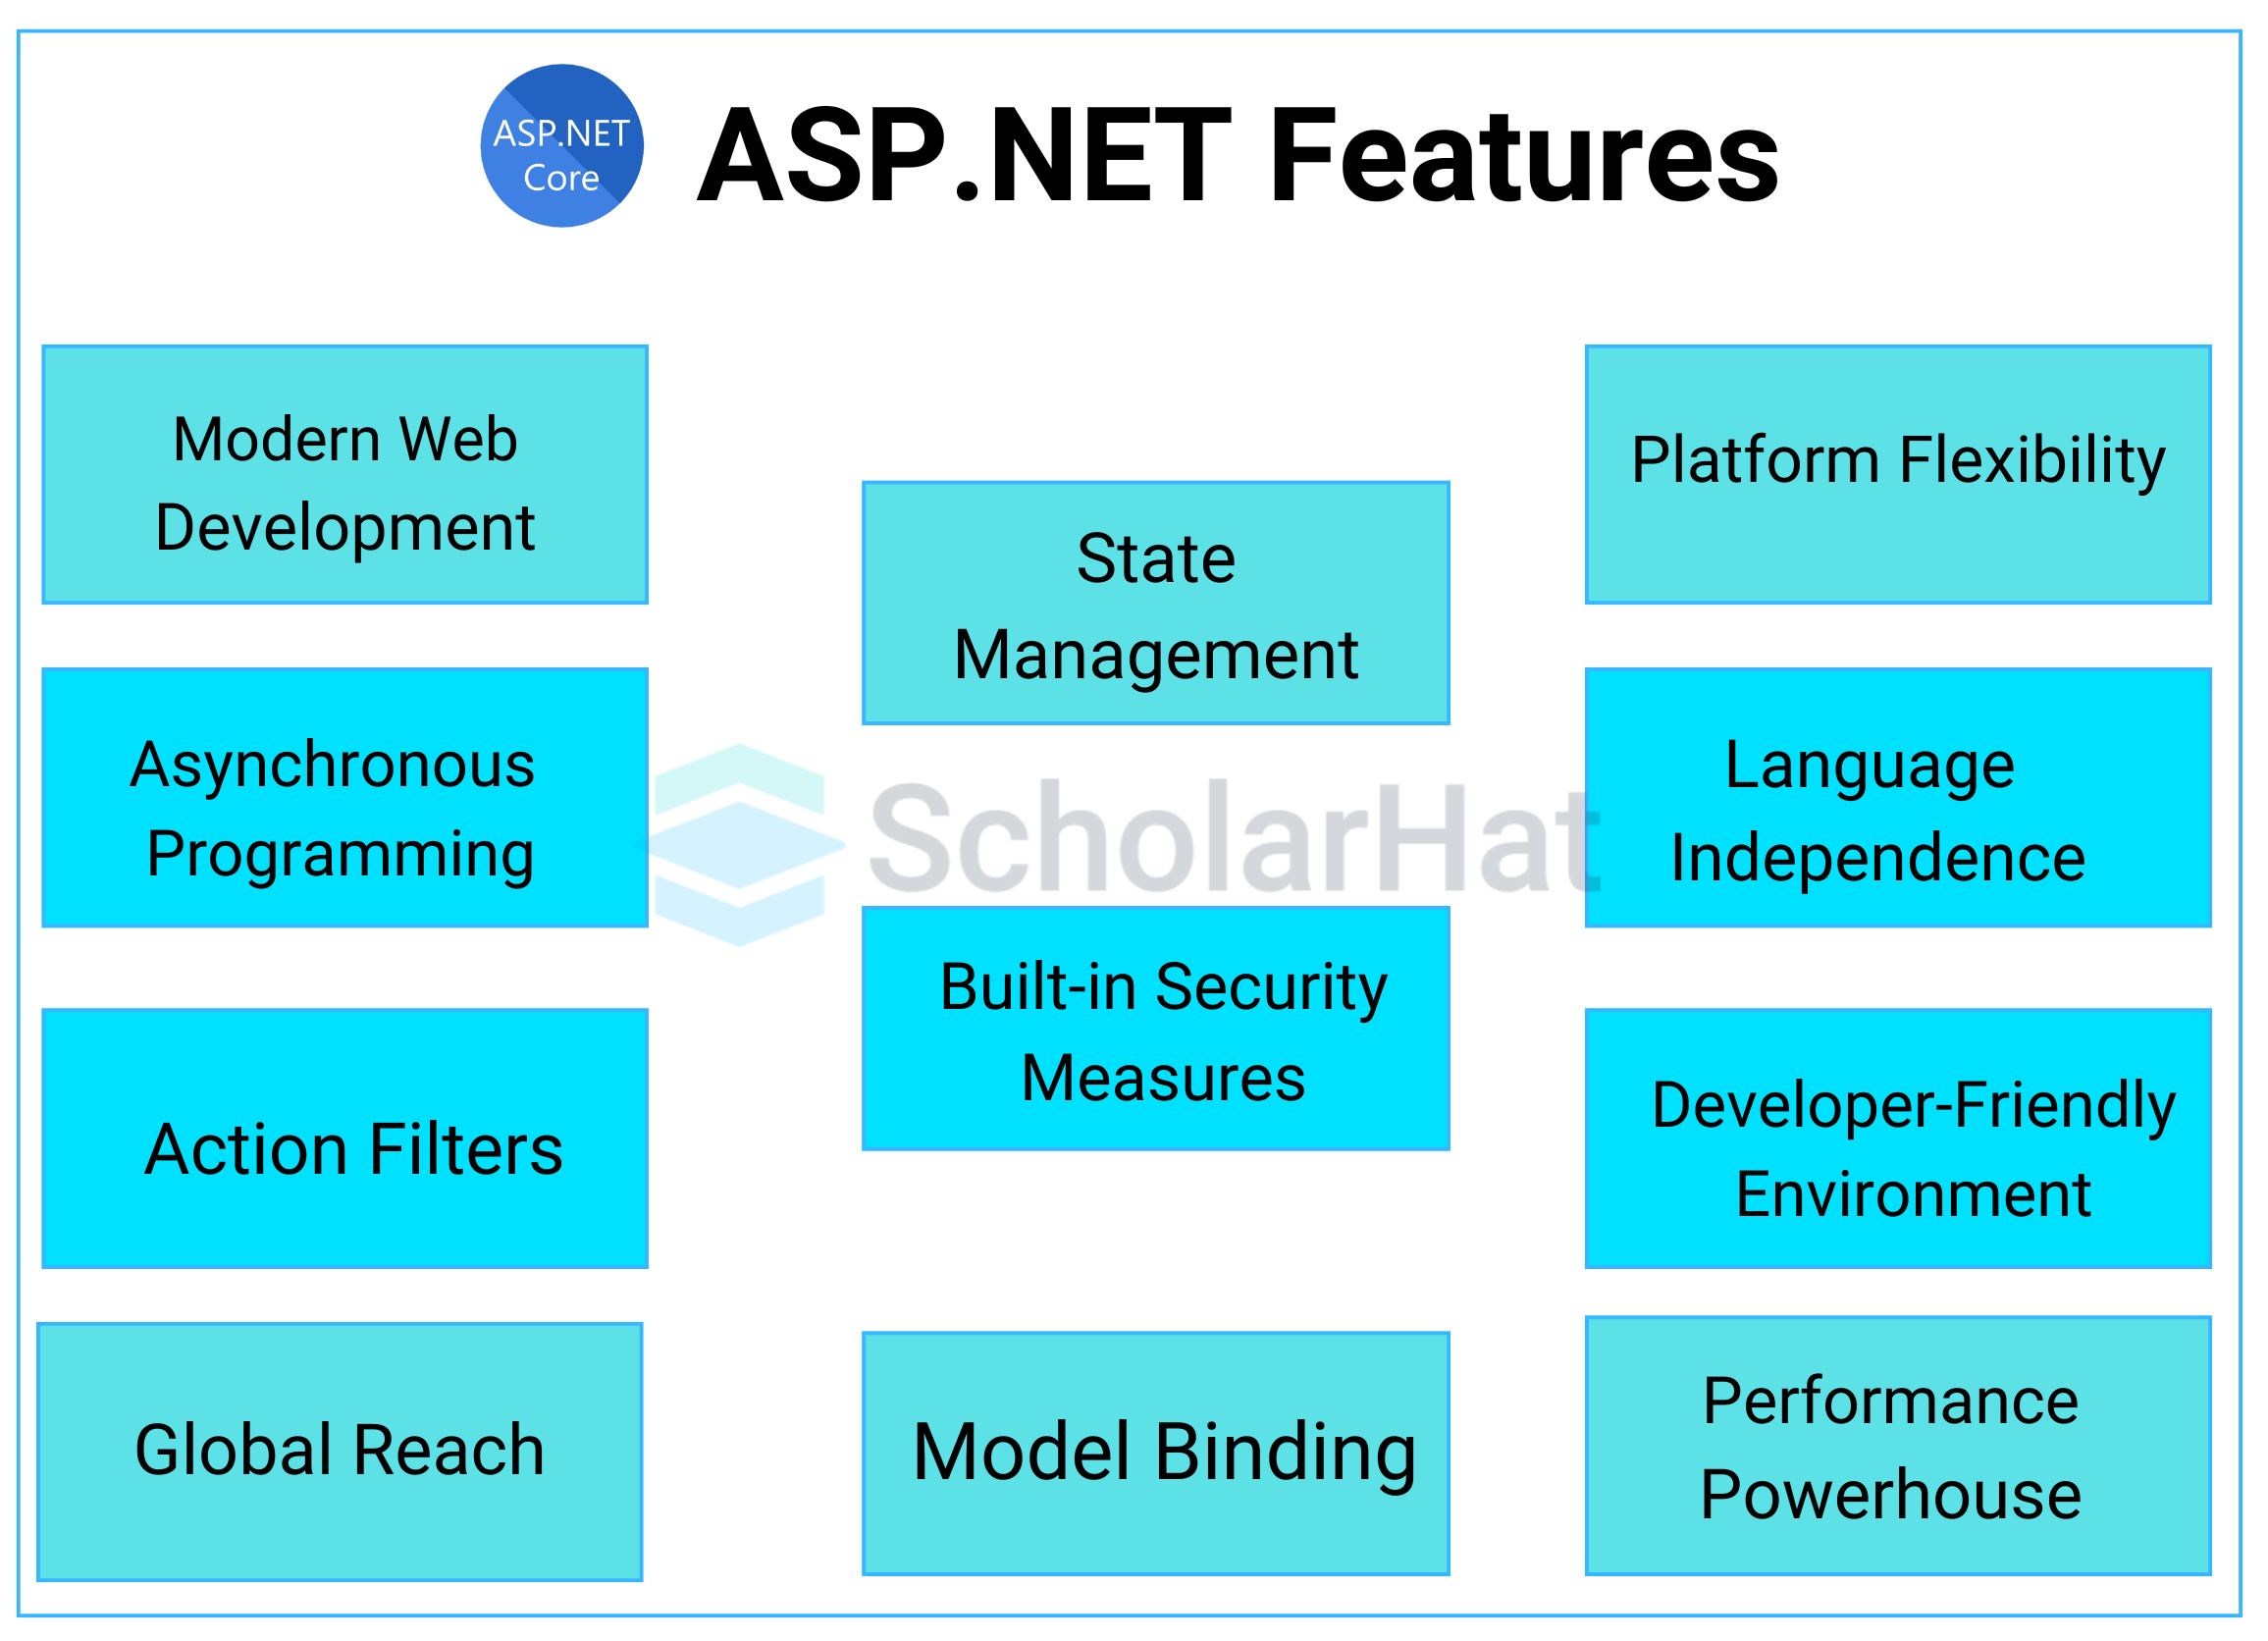 ASP.NET
Core
ASP.NET Features
Modern Web
Development
Asynchronous
Programming
Action Filters
Global Reach
State
Management
ScholarHat
Built-in Security
Measures
Model Binding
Platform Flexibility
Language
Independence
Developer-Friendly
Environment
Performance
Powerhouse